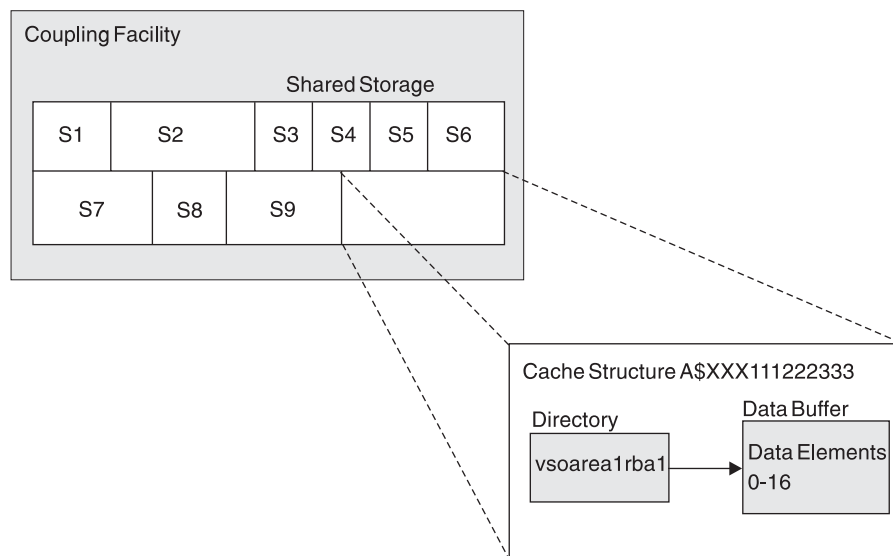 Coupling Facility
Shared Storage
S1 S2 S3 S4 S5 S6
S7 S8 S9
Cache Structure A$XXX111222333
Directory
Data Buffer
vsoarea1rba1
Data Elements
0-16